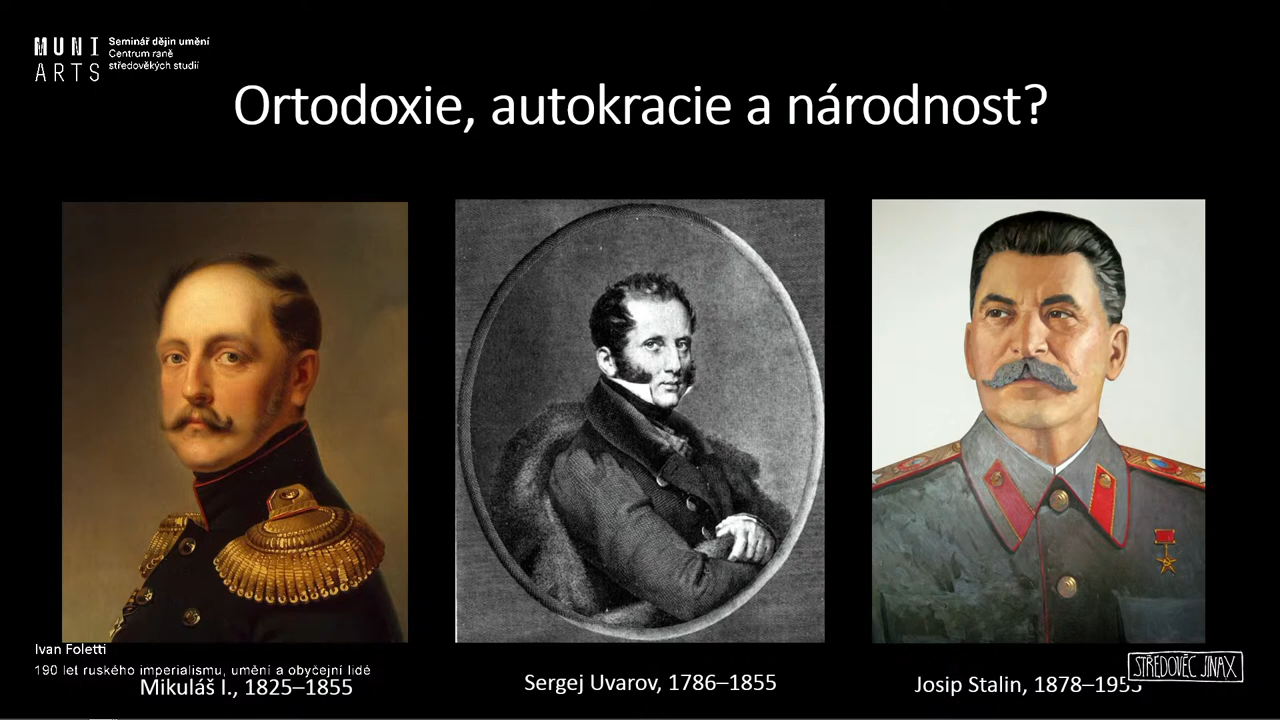 MUNI
ARTS
Seminář dějin umění
Centrum raně
středověkých studií
Ortodoxie, autokracie a národnost?
Ivan Foletti
190 let ruského imperialismu, umění a obyčejní lidé
Mikuláš I., 1825–1855
Sergej Uvarov, 1786–1855
Josip Stalin, 1878–1953
STŘEDOVĚC JINAX